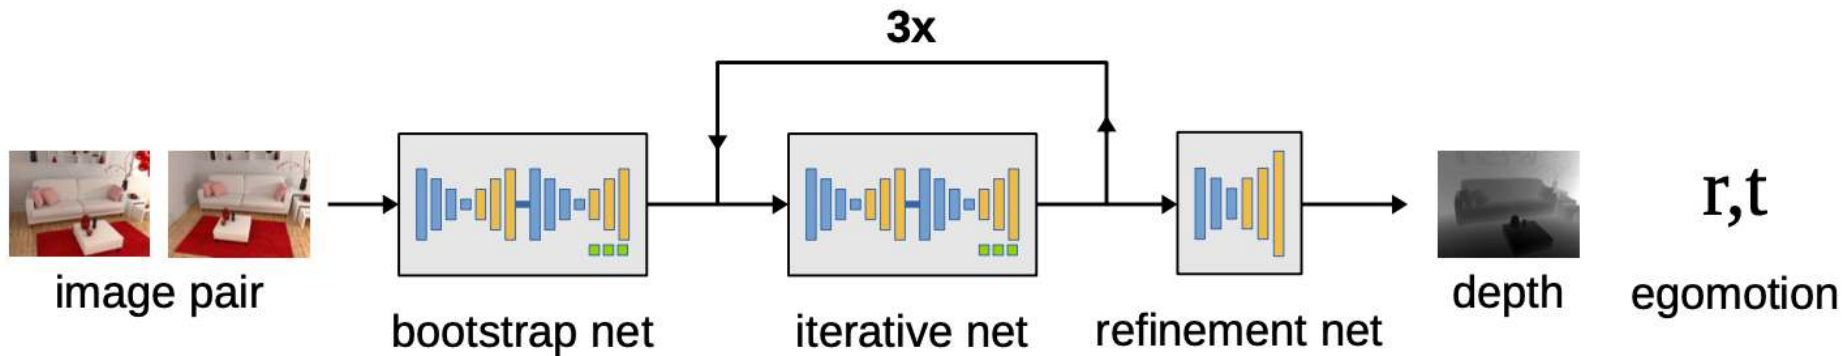 3x
image pair
bootstrap net
iterative net
refinement net
depth
r,t
egomotion